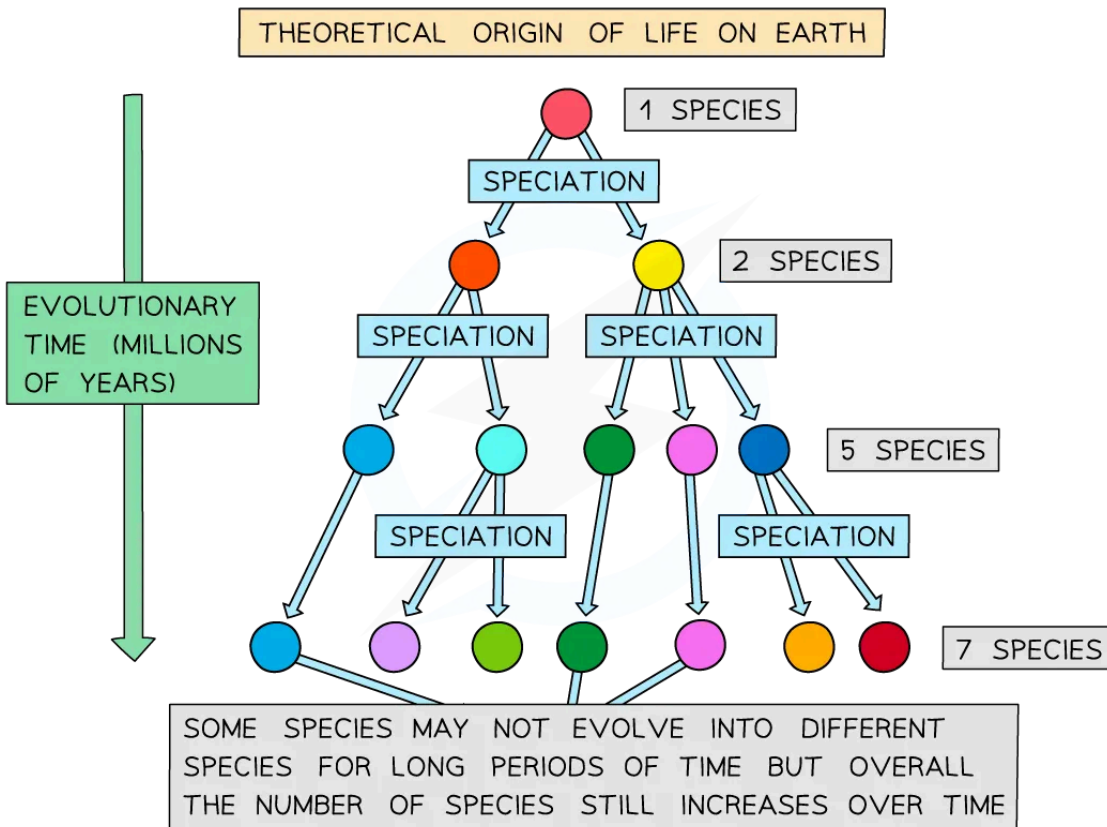 THEORETICAL ORIGIN OF LIFE ON EARTH
1 SPECIES
SPECIATION
2 SPECIES
EVOLUTIONARY
TIME (MILLIONS
OF YEARS)
SPECIATION
SPECIATION
5 SPECIES
SPECIATION
SPECIATION
7 SPECIES
SOME SPECIES MAY NOT EVOLVE INTO DIFFERENT
SPECIES FOR LONG PERIODS OF TIME BUT OVERALL
THE NUMBER OF SPECIES STILL INCREASES OVER TIME